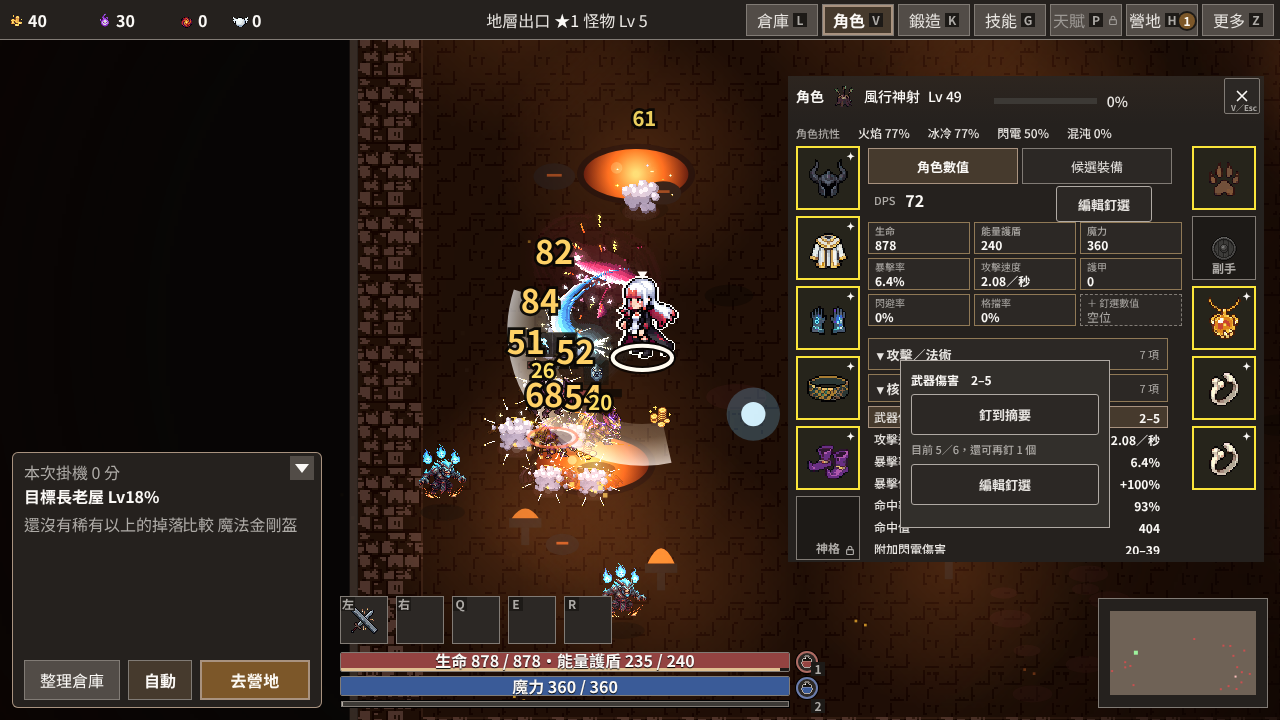 40
30
0
0
地層出口 ★1 怪物 Lv 5
倉庫 L
角色 V
鍛造 K
技能 G
天賦 P
營地 H 1
更多 Z
角色
風行神射 Lv 49
0%
V／Esc
角色抗性 火焰 77% 冰冷 77% 閃電 50% 混沌 0%
角色數值
候選裝備
DPS 72
編輯釘選
生命
878
能量護盾
240
魔力
360
暴擊率
6.4%
攻擊速度
2.08／秒
護甲
0
閃避率
0%
格擋率
0%
＋ 釘選數值
空位
副手
神格
▼攻擊／法術 7 項
▼核 7 項
武器 2–5
攻擊 2.08／秒
暴擊 6.4%
暴擊 +100%
命中 93%
命中值 404
附加閃電傷害 20–39
武器傷害 2–5
釘到摘要
目前 5／6，還可再釘 1 個
編輯釘選
61
82
84
51
52
26
68
54
20
本次掛機 0 分
目標長老屋 Lv18%
還沒有稀有以上的掉落比較 魔法金剛盔
整理倉庫
自動
去營地
左
右
Q
E
R
生命 878 / 878・能量護盾 235 / 240
魔力 360 / 360
1
2